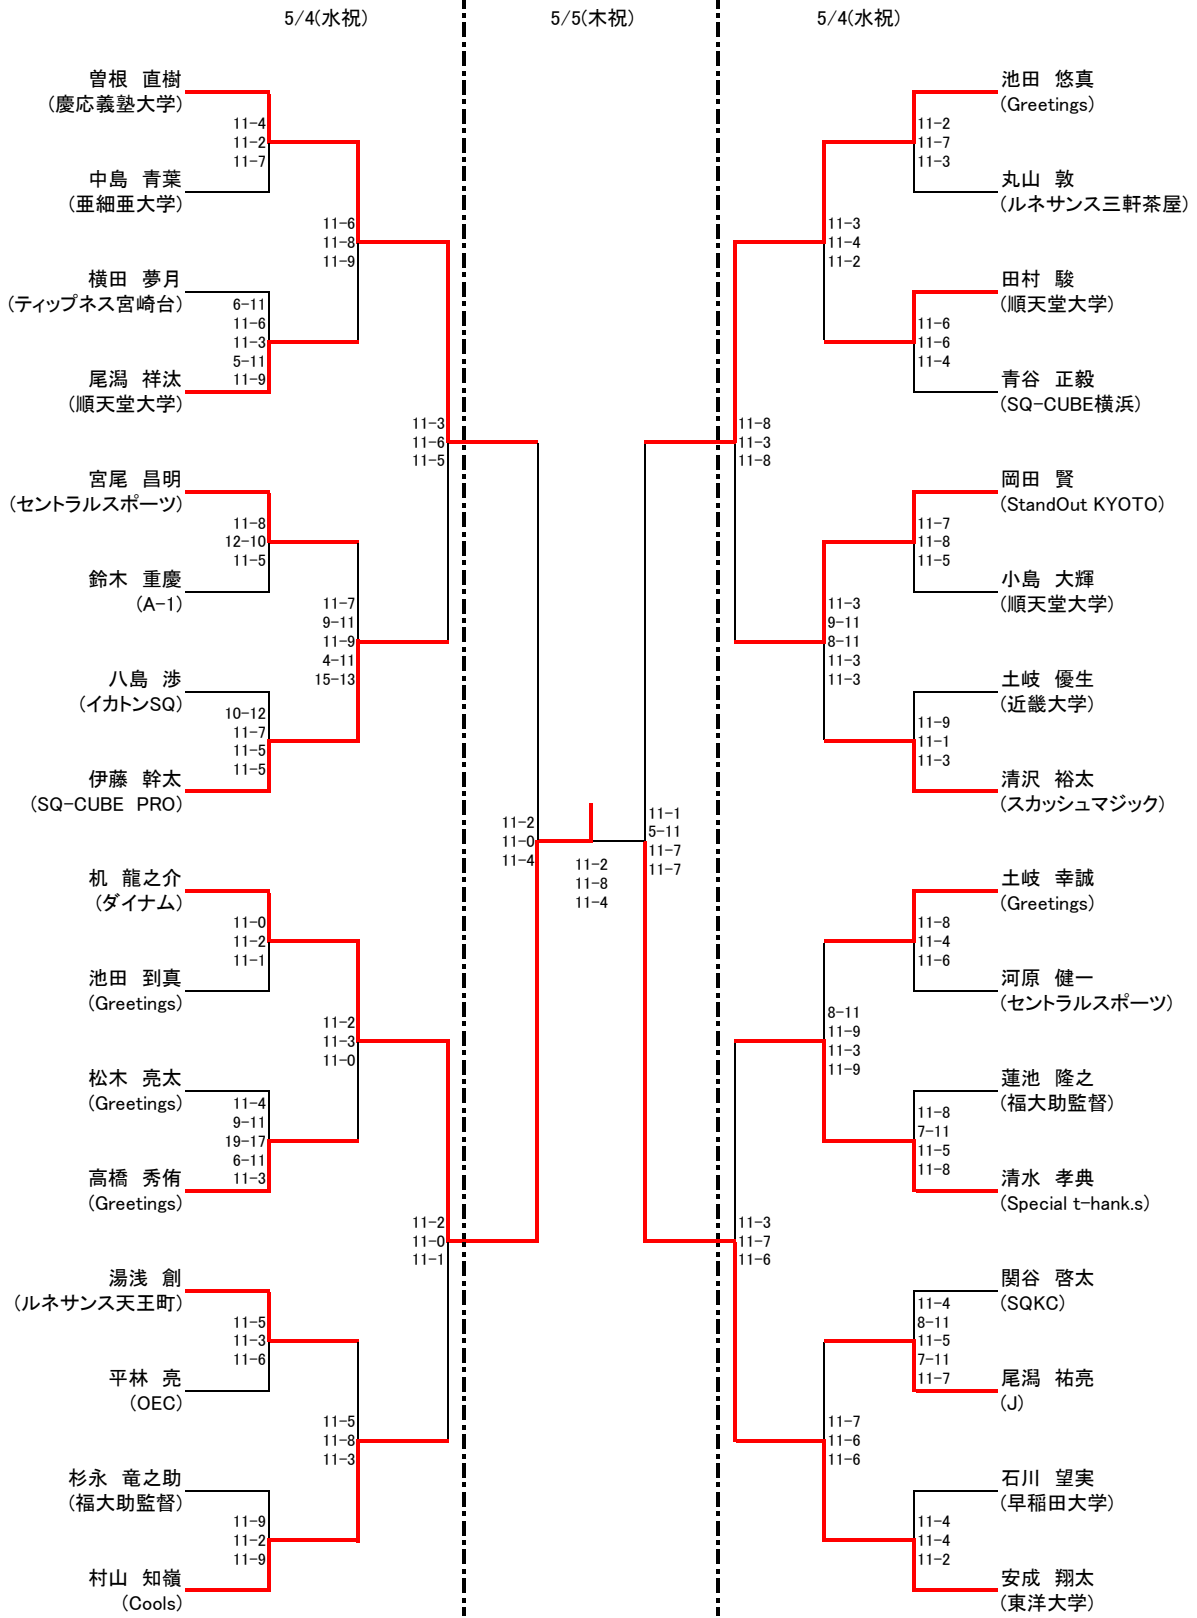 5/4(水祝)
5/5(木祝)
5/4(水祝)
曽根 直樹
(慶応義塾大学)
11-4
11-2
11-7
中島 青葉
(亜細亜大学)
11-6
11-8
11-9
横田 夢月
(ティップネス宮崎台)
6-11
11-6
11-3
5-11
11-9
尾潟 祥汰
(順天堂大学)
11-3
11-6
11-5
宮尾 昌明
(セントラルスポーツ)
11-8
12-10
11-5
鈴木 重慶
(A-1)
11-7
9-11
11-9
4-11
15-13
八島 渉
(イカトンSQ)
10-12
11-7
11-5
11-5
伊藤 幹太
(SQ-CUBE PRO)
11-2
11-0
11-4
机 龍之介
(ダイナム)
11-0
11-2
11-1
池田 到真
(Greetings)
11-2
11-3
11-0
松木 亮太
(Greetings)
11-4
9-11
19-17
6-11
11-3
高橋 秀侑
(Greetings)
11-2
11-0
11-1
湯浅 創
(ルネサンス天王町)
11-5
11-3
11-6
平林 亮
(OEC)
11-5
11-8
11-3
杉永 竜之助
(福大助監督)
11-9
11-2
11-9
村山 知嶺
(Cools)
11-2
11-8
11-4
池田 悠真
(Greetings)
11-2
11-7
11-3
丸山 敦
(ルネサンス三軒茶屋)
11-3
11-4
11-2
田村 駿
(順天堂大学)
11-6
11-6
11-4
青谷 正毅
(SQ-CUBE横浜)
11-8
11-3
11-8
岡田 賢
(StandOut KYOTO)
11-7
11-8
11-5
小島 大輝
(順天堂大学)
11-3
9-11
8-11
11-3
11-3
土岐 優生
(近畿大学)
11-9
11-1
11-3
清沢 裕太
(スカッシュマジック)
11-1
5-11
11-7
11-7
土岐 幸誠
(Greetings)
11-8
11-4
11-6
河原 健一
(セントラルスポーツ)
8-11
11-9
11-3
11-9
蓮池 隆之
(福大助監督)
11-8
7-11
11-5
11-8
清水 孝典
(Special t-hank.s)
11-3
11-7
11-6
関谷 啓太
(SQKC)
11-4
8-11
11-5
7-11
11-7
尾潟 祐亮
(J)
11-7
11-6
11-6
石川 望実
(早稲田大学)
11-4
11-4
11-2
安成 翔太
(東洋大学)